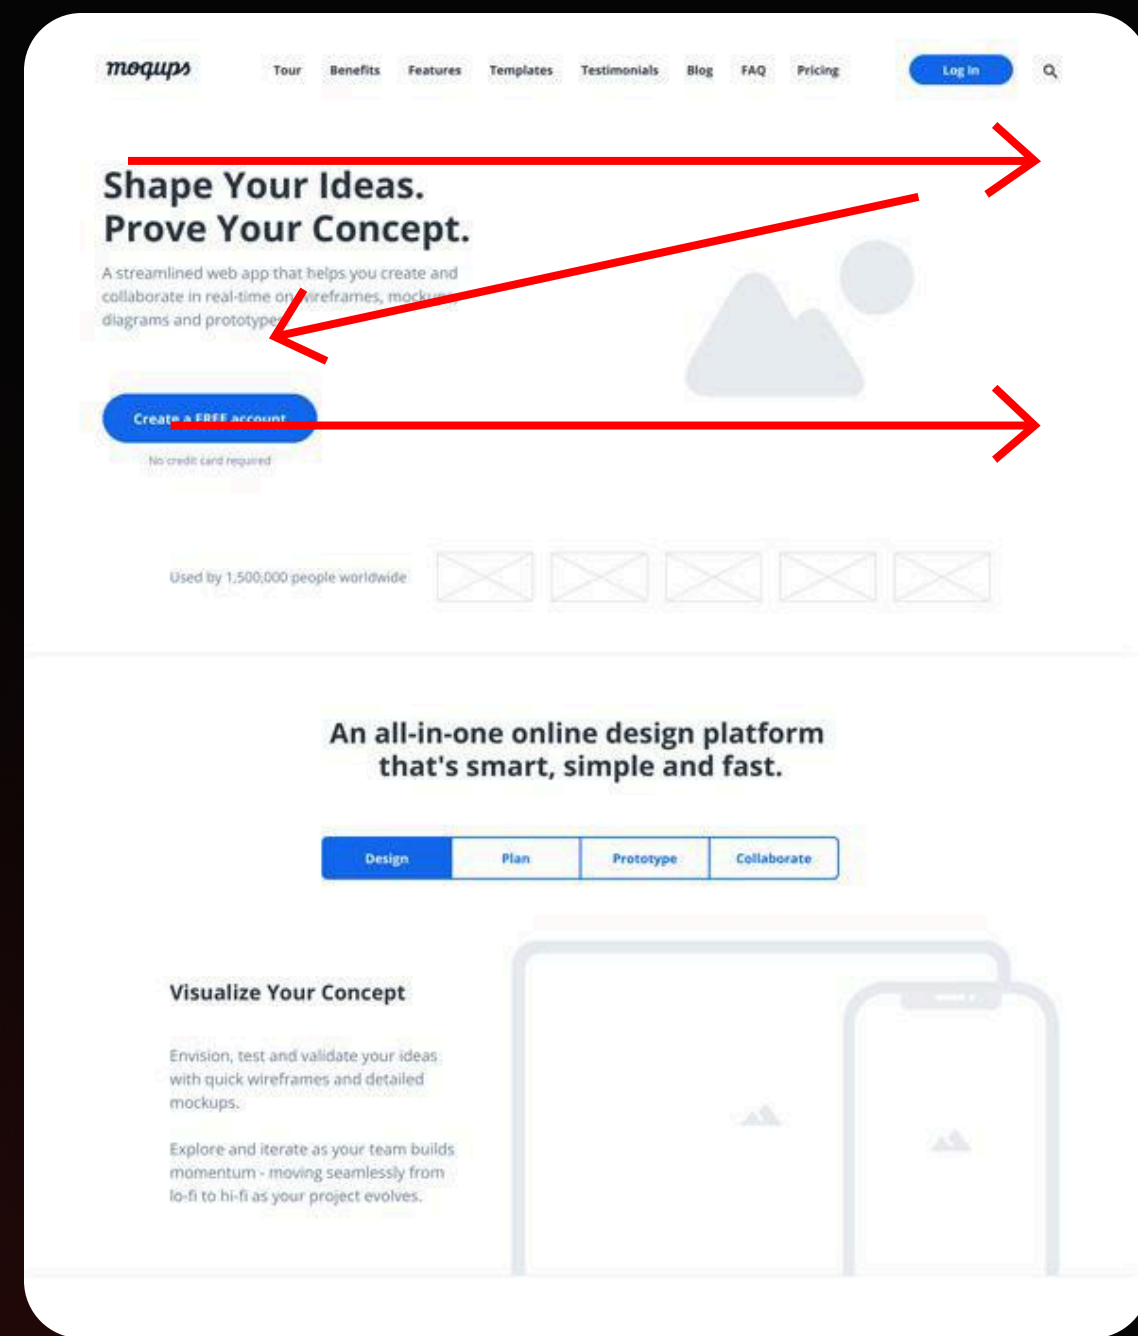 moqups
Tour Benefits Features Templates Testimonials Blog FAQ Pricing Log In
Shape Your Ideas.
Prove Your Concept.
A streamlined web app that helps you create and
collaborate in real-time on wireframes, mockups,
diagrams and prototypes
Create a FREE account
No credit card required
Used by 1,500,000 people worldwide
An all-in-one online design platform
that's smart, simple and fast.
Design Plan Prototype Collaborate
Visualize Your Concept
Envision, test and validate your ideas
with quick wireframes and detailed
mockups.
Explore and iterate as your team builds
momentum - moving seamlessly from
lo-fi to hi-fi as your project evolves.